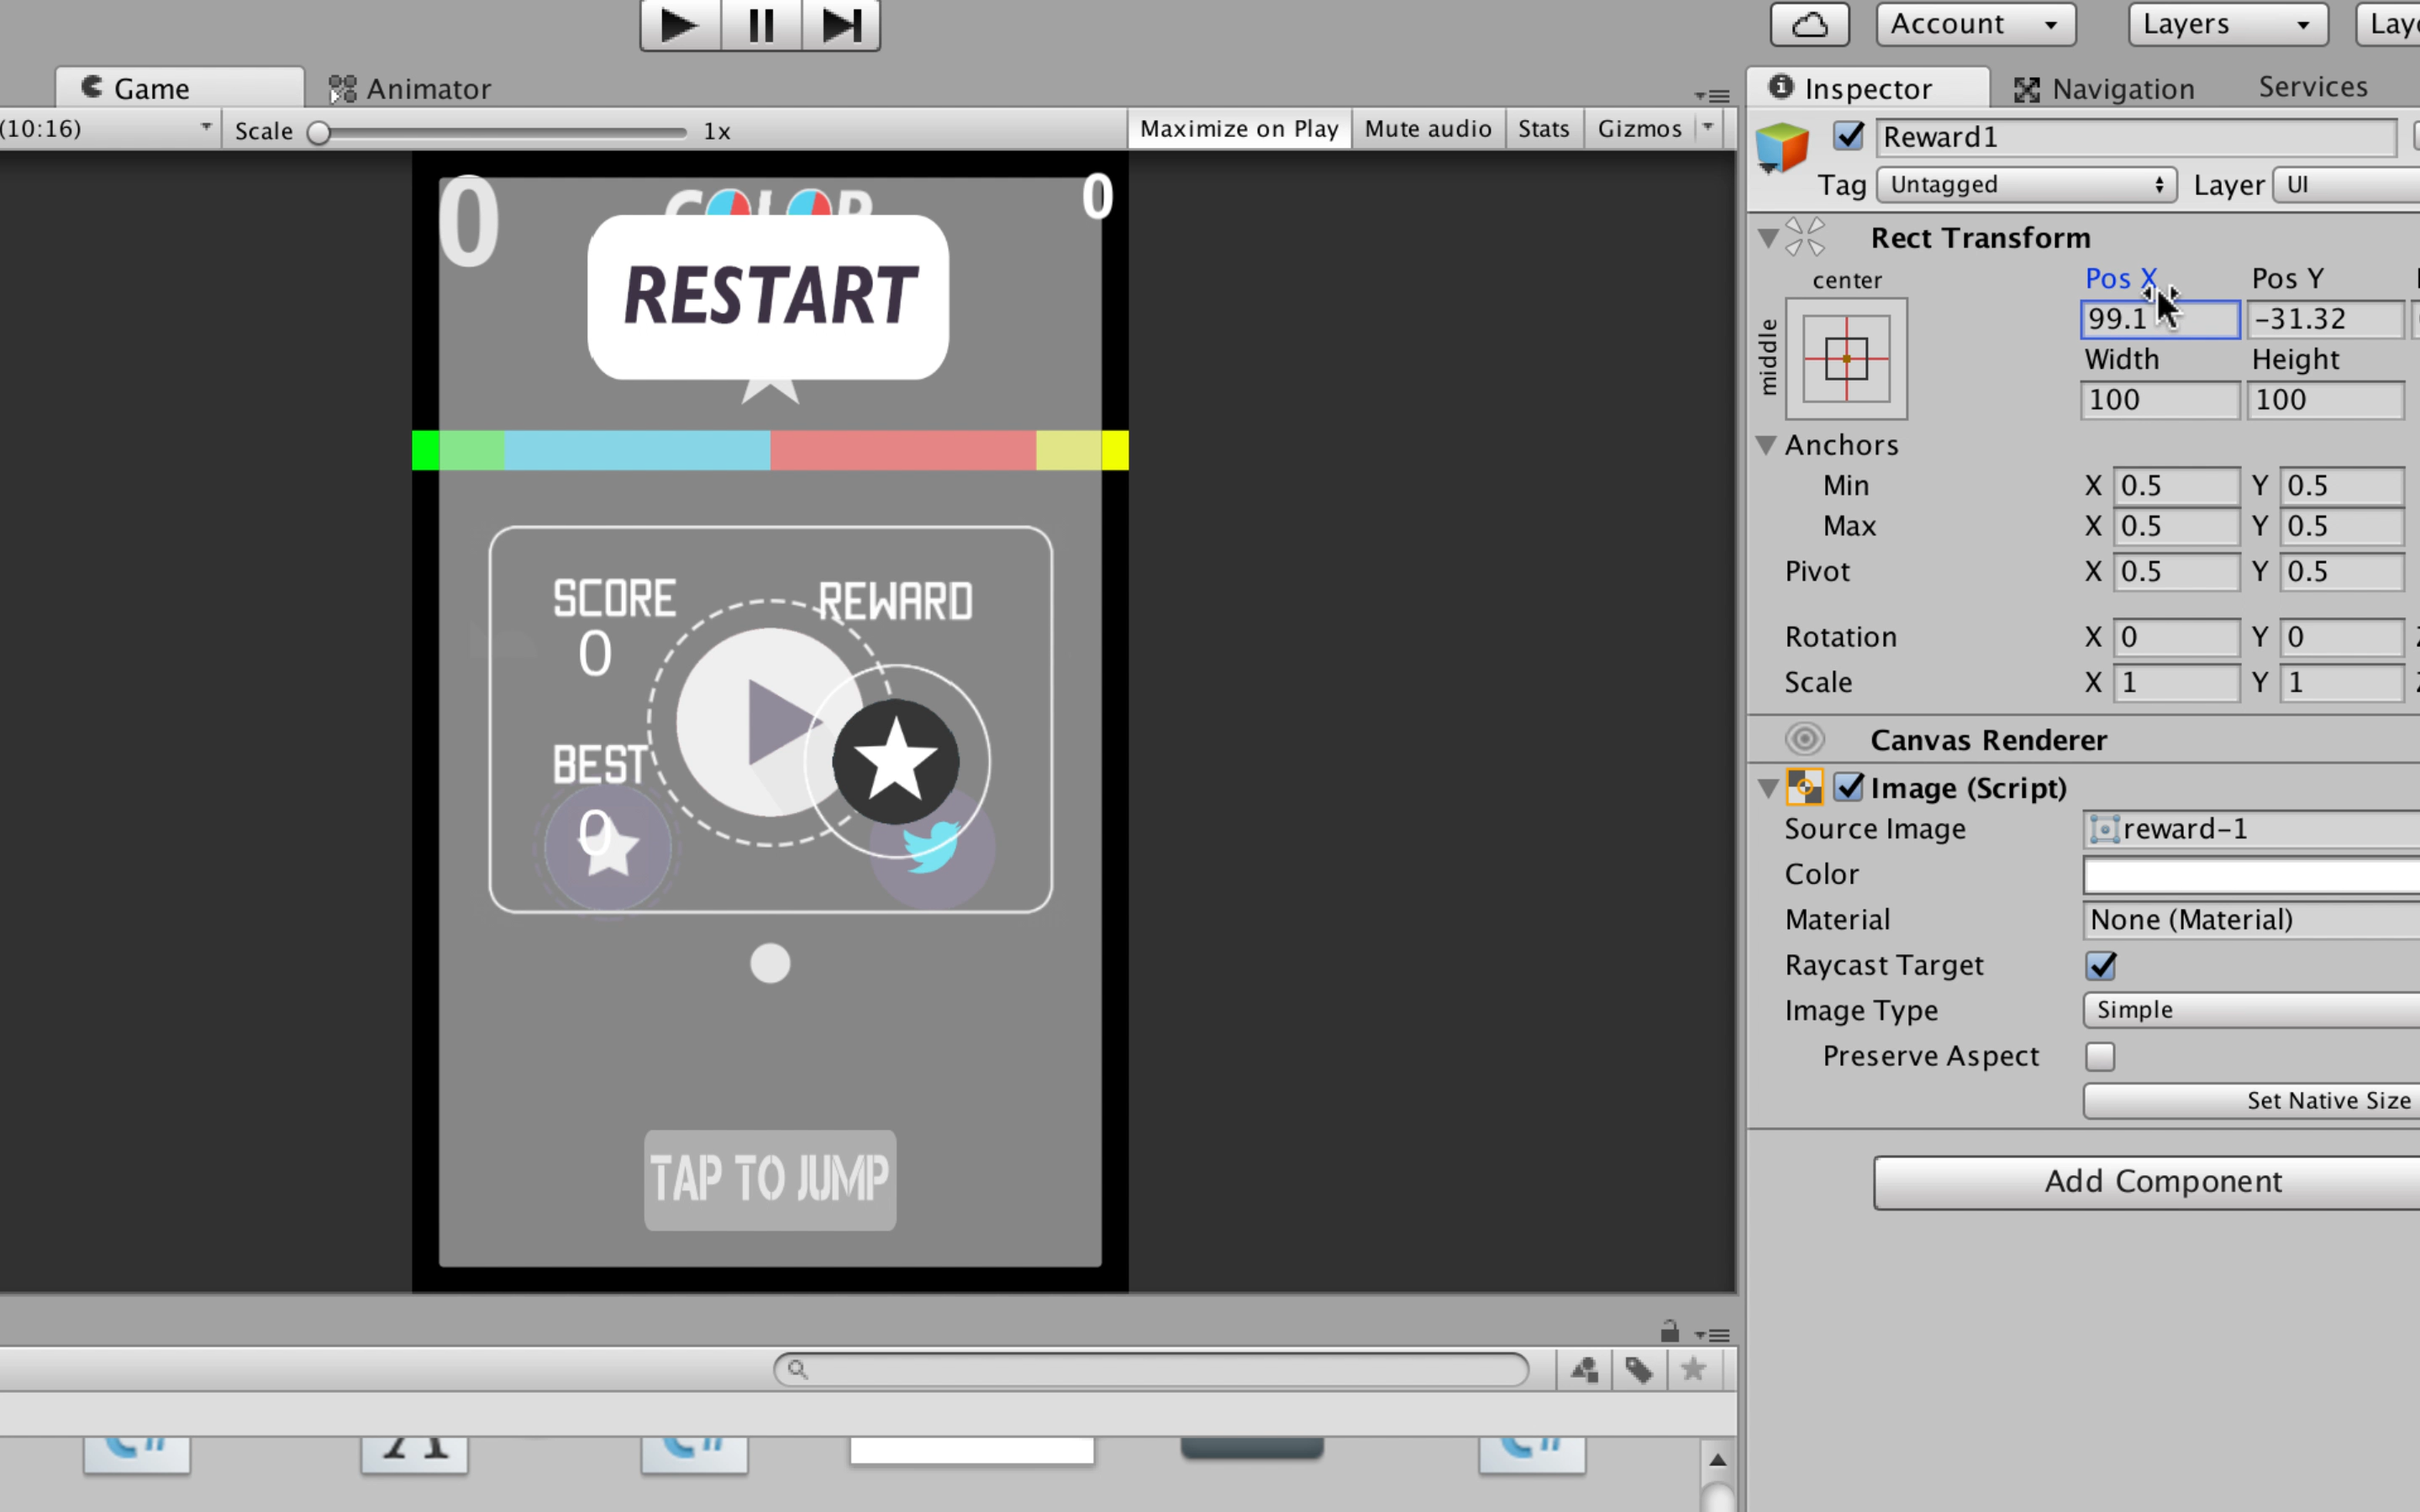 Account
Layers
Lay
Game
Animator
Inspector
Navigation
Services
(10:16)
Scale
1x
Maximize on Play
Mute audio
Stats
Gizmos
Reward1
Tag
Untagged
Layer
UI
0
COLOR
0
RESTART
Rect Transform
center
middle
Pos X
Pos Y
99.1
-31.32
Width
Height
100
100
Anchors
Min
X 0.5
Y 0.5
Max
X 0.5
Y 0.5
Pivot
X 0.5
Y 0.5
Rotation
X 0
Y 0
Scale
X 1
Y 1
SCORE
0
REWARD
BEST
0
TAP TO JUMP
Canvas Renderer
Image (Script)
Source Image
reward-1
Color
Material
None (Material)
Raycast Target
Image Type
Simple
Preserve Aspect
Set Native Size
Add Component